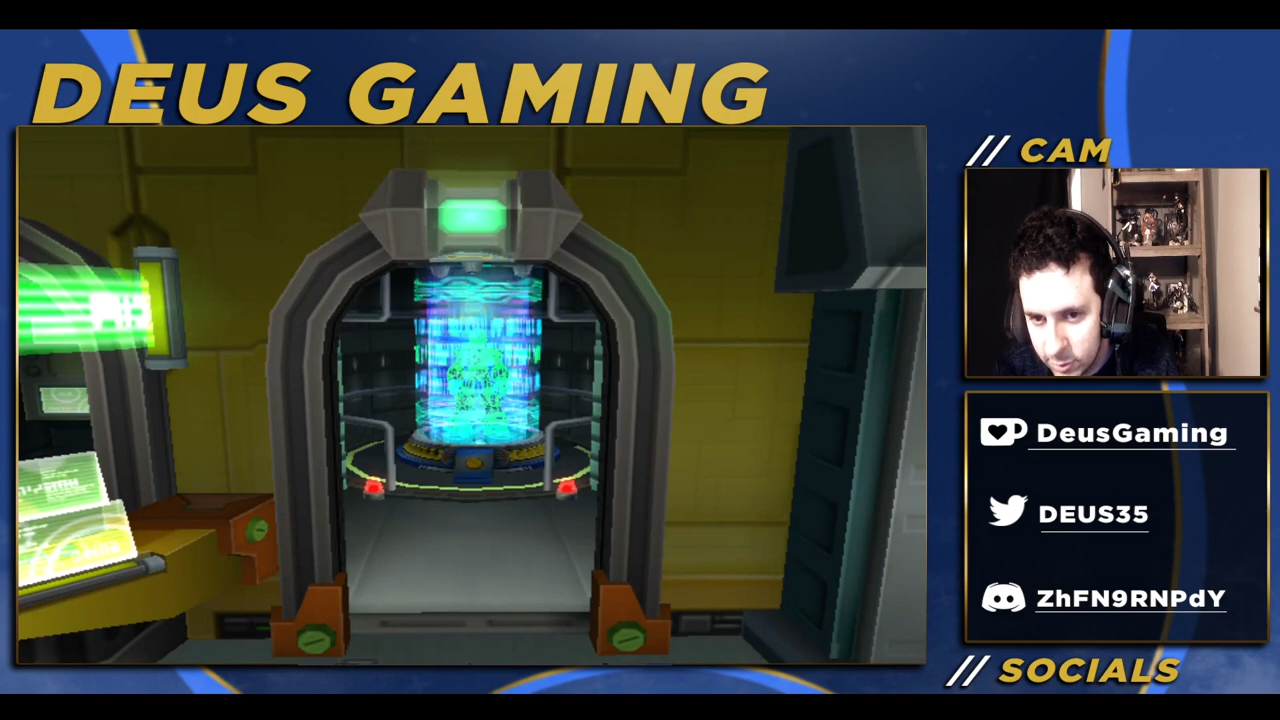 DEUS GAMING
// CAM
DeusGaming
DEUS35
ZhFN9RNPdY
// SOCIALS